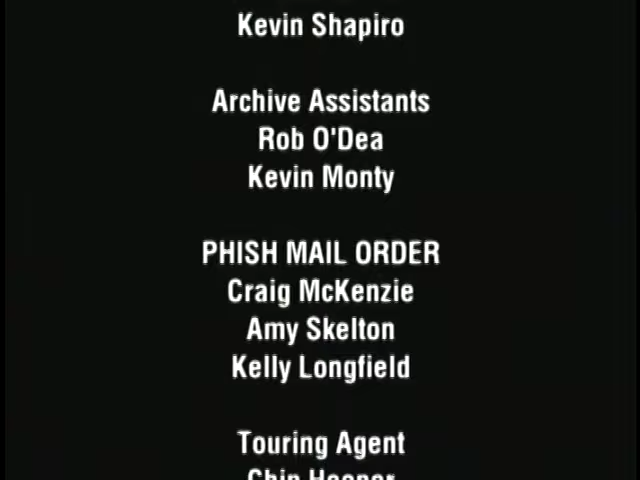 Kevin Shapiro
Archive Assistants
Rob O'Dea
Kevin Monty
PHISH MAIL ORDER
Craig McKenzie
Amy Skelton
Kelly Longfield
Touring Agent
Chip Hooper